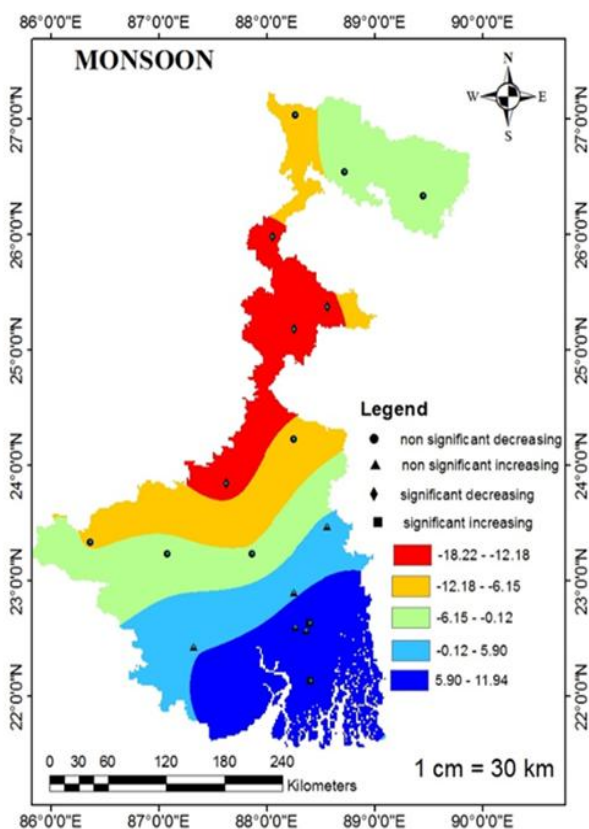 MONSOON
N
W E
S
27°0'0"N
26°0'0"N
25°0'0"N
24°0'0"N
23°0'0"N
22°0'0"N
27°0'0"N
26°0'0"N
25°0'0"N
24°0'0"N
23°0'0"N
22°0'0"N
86°0'0"E 87°0'0"E 88°0'0"E 89°0'0"E 90°0'0"E
Legend
non significant decreasing
non significant increasing
significant decreasing
significant increasing
-18.22 - -12.18
-12.18 - -6.15
-6.15 - -0.12
-0.12 - 5.90
5.90 - 11.94
0 30 60 120 180 240
Kilometers
1 cm = 30 km
86°0'0"E 87°0'0"E 88°0'0"E 89°0'0"E 90°0'0"E